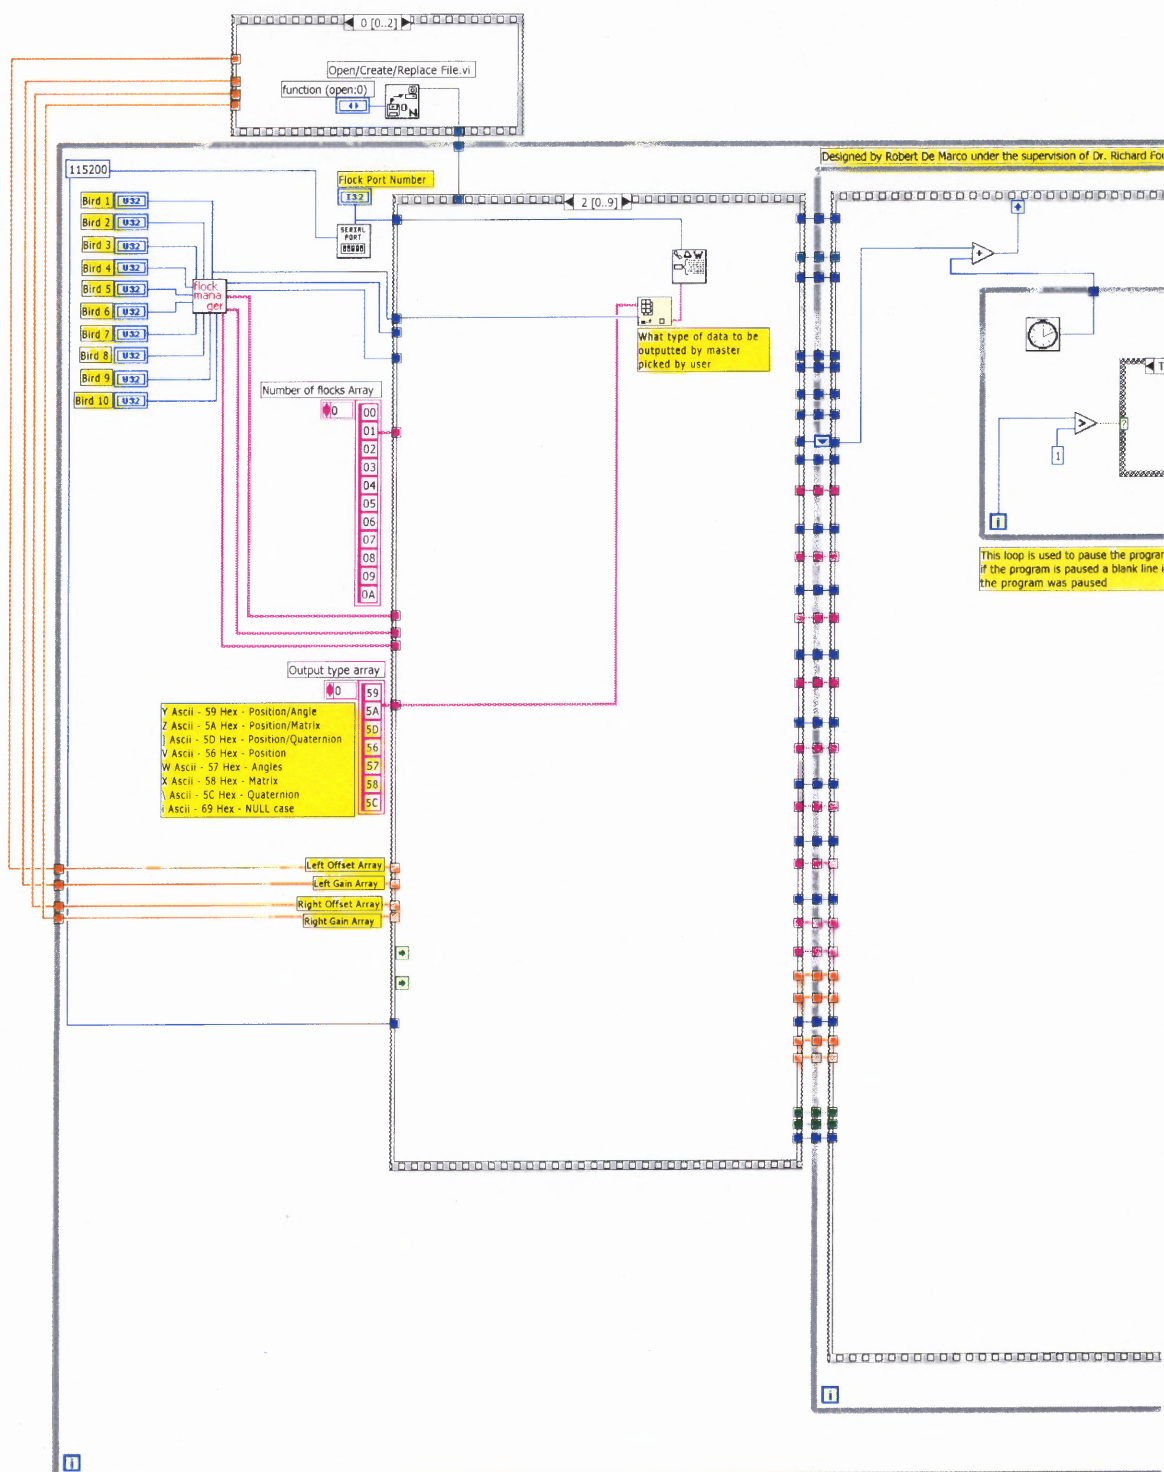 0 [0..2]
Open/Create/Replace File.vi
function (open:0)
N
115200
Designed by Robert De Marco under the supervision of Dr. Richard
Flock Port Number
I32
SERIAL
PORT
2 [0..9]
Bird 1 U32
Bird 2 U32
Bird 3 U32
Bird 4 U32
Bird 5 U32
Bird 6 U32
Bird 7 U32
Bird 8 U32
Bird 9 U32
Bird 10 U32
flock
mana
ger
W
What type of data to be
outputted by master
picked by user
T
?
>
1
i
Number of flocks Array
0
00
01
02
03
04
05
06
07
08
09
0A
This loop is used to pause the
if the program is paused a blank line
the program was paused
Output type array
0
59
5A
5D
56
57
58
5C
Y Ascii - 59 Hex - Position/Angle
Z Ascii - 5A Hex - Position/Matrix
] Ascii - 5D Hex - Position/Quaternion
V Ascii - 56 Hex - Position
W Ascii - 57 Hex - Angles
X Ascii - 58 Hex - Matrix
\ Ascii - 5C Hex - Quaternion
i Ascii - 69 Hex - NULL case
Left Offset Array
Left Gain Array
Right Offset Array
Right Gain Array
i
i